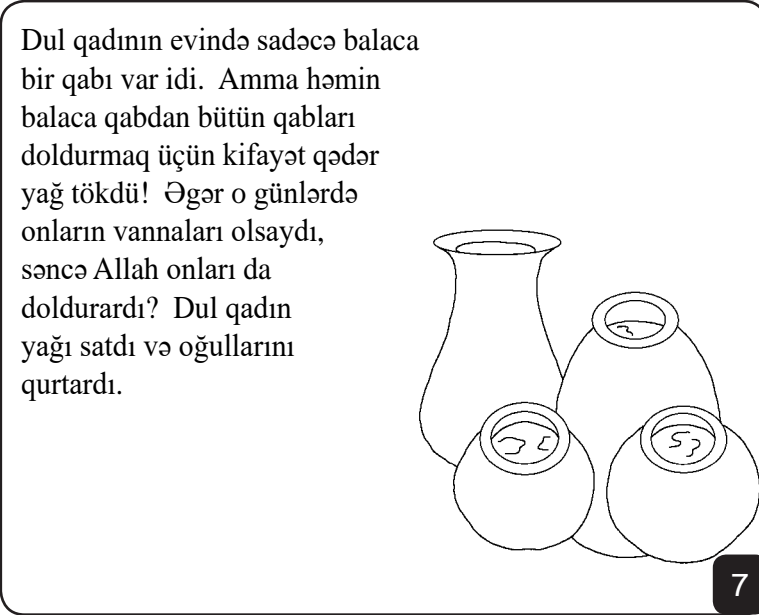 Dul qadının evində sadəcə balaca
bir qabı var idi.  Amma həmin
balaca qabdan bütün qabları
doldurmaq üçün kifayət qədər
yağ tökdü!  Əgər o günlərdə
onların vannaları olsaydı,
səncə Allah onları da
doldurardı?  Dul qadın
yağı satdı və oğullarını
qurtardı.
7